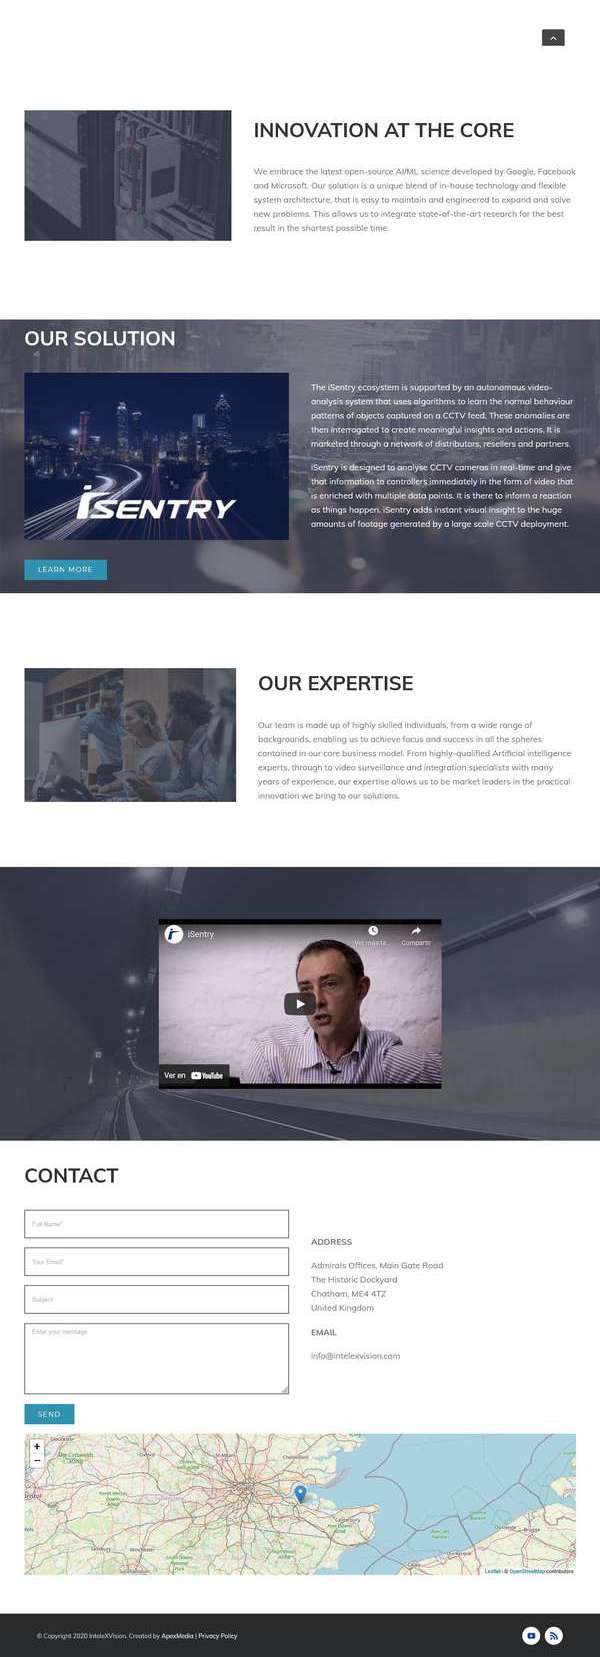 INNOVATION AT THE CORE
We embrace the latest open-source AI/ML science developed by Google, Facebook
and Microsoft. Our solution is a unique blend of in-house technology and flexible
system architecture, that is easy to maintain and engineered to expand and solve
new problems. This allows us to integrate state-of-the-art research for the best
result in the shortest possible time.
OUR SOLUTION
iSENTRY
The iSentry ecosystem is supported by an autonomous video-
analysis system that uses algorithms to learn the normal behaviour
patterns of objects captured on a CCTV feed. These anomalies are
then interrogated to create meaningful insights and actions. It is
marketed through a network of distributors, resellers and partners.
iSentry is designed to analyse CCTV cameras in real-time and give
that information to controllers immediately in the form of video that
is enriched with multiple data points. It is there to inform a reaction
as things happen. iSentry adds instant visual insight to the huge
amounts of footage generated by a large scale CCTV deployment.
LEARN MORE
OUR EXPERTISE
Our team is made up of highly skilled individuals, from a wide range of
backgrounds, enabling us to achieve focus and success in all the spheres
contained in our core business model. From highly-qualified Artificial intelligence
experts, through to video surveillance and integration specialists with many
years of experience, our expertise allows us to be market leaders in the practical
innovation we bring to our solutions.
iSentry
Ver más ta...
Compartir
Ver en YouTube
CONTACT
Full Name*
Your Email*
Subject
Enter your message
SEND
ADDRESS
Admirals Offices, Main Gate Road
The Historic Dockyard
Chatham, ME4 4TZ
United Kingdom
EMAIL
info@intelexvision.com
+
−
Gloucester
Oxford
Chelmsford
Canterbury
Winchester
Southampton
Oostende
Brugge
Leaflet | © OpenStreetMap contributors
© Copyright 2020 InteleXVision. Created by ApexMedia | Privacy Policy